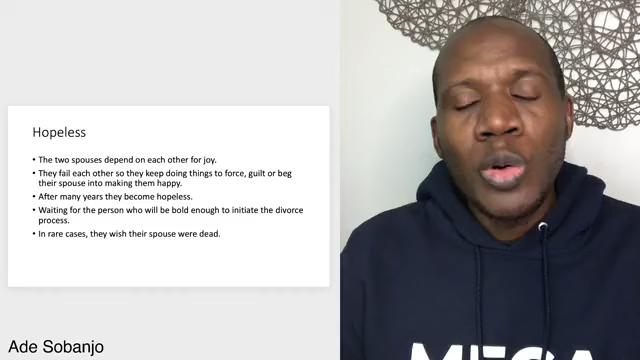 Hopeless
• The two spouses depend on each other for joy.
• They fail each other so they keep doing things to force, guilt or beg
their spouse into making them happy.
• After many years they become hopeless.
• Waiting for the person who will be bold enough to initiate the divorce
process.
• In rare cases, they wish their spouse were dead.
Ade Sobanjo